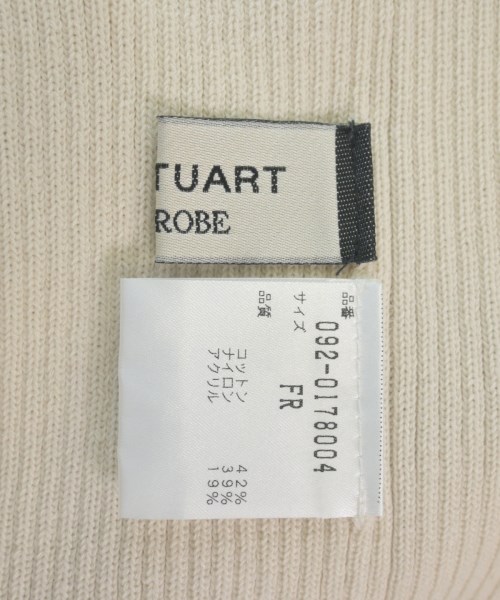 TUART
ROBE
品番 092-0178004
サイズ FR
品質
コットン 42%
ナイロン 39%
アクリル 19%